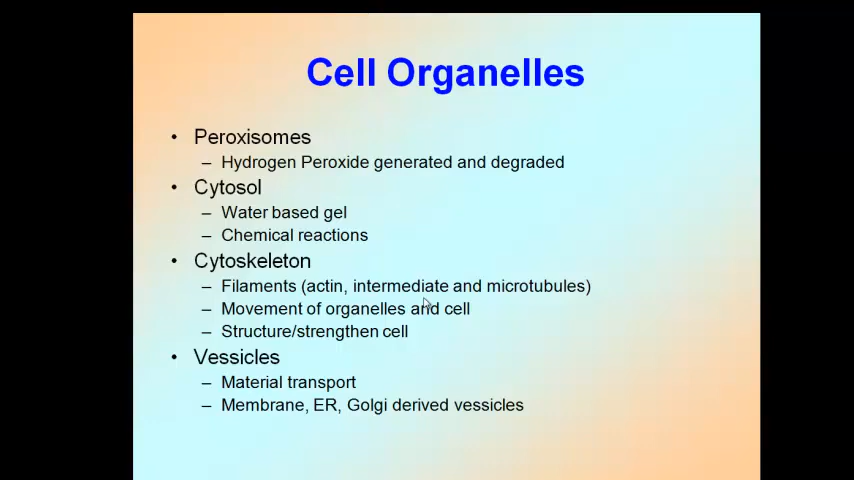 Cell Organelles
• Peroxisomes
– Hydrogen Peroxide generated and degraded
• Cytosol
– Water based gel
– Chemical reactions
• Cytoskeleton
– Filaments (actin, intermediate and microtubules)
– Movement of organelles and cell
– Structure/strengthen cell
• Vessicles
– Material transport
– Membrane, ER, Golgi derived vessicles